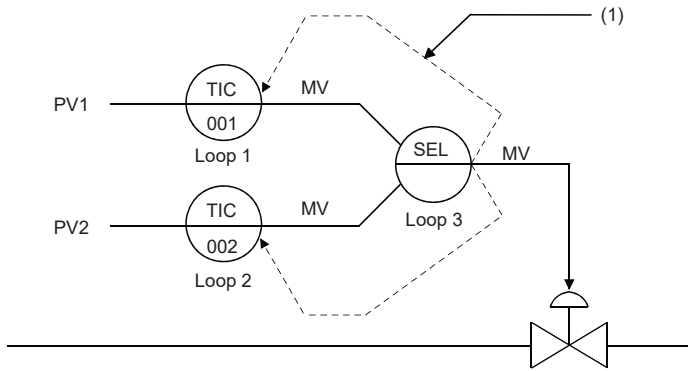 (1)
PV1
TIC
001
Loop 1
MV
SEL
Loop 3
MV
PV2
TIC
002
Loop 2
MV